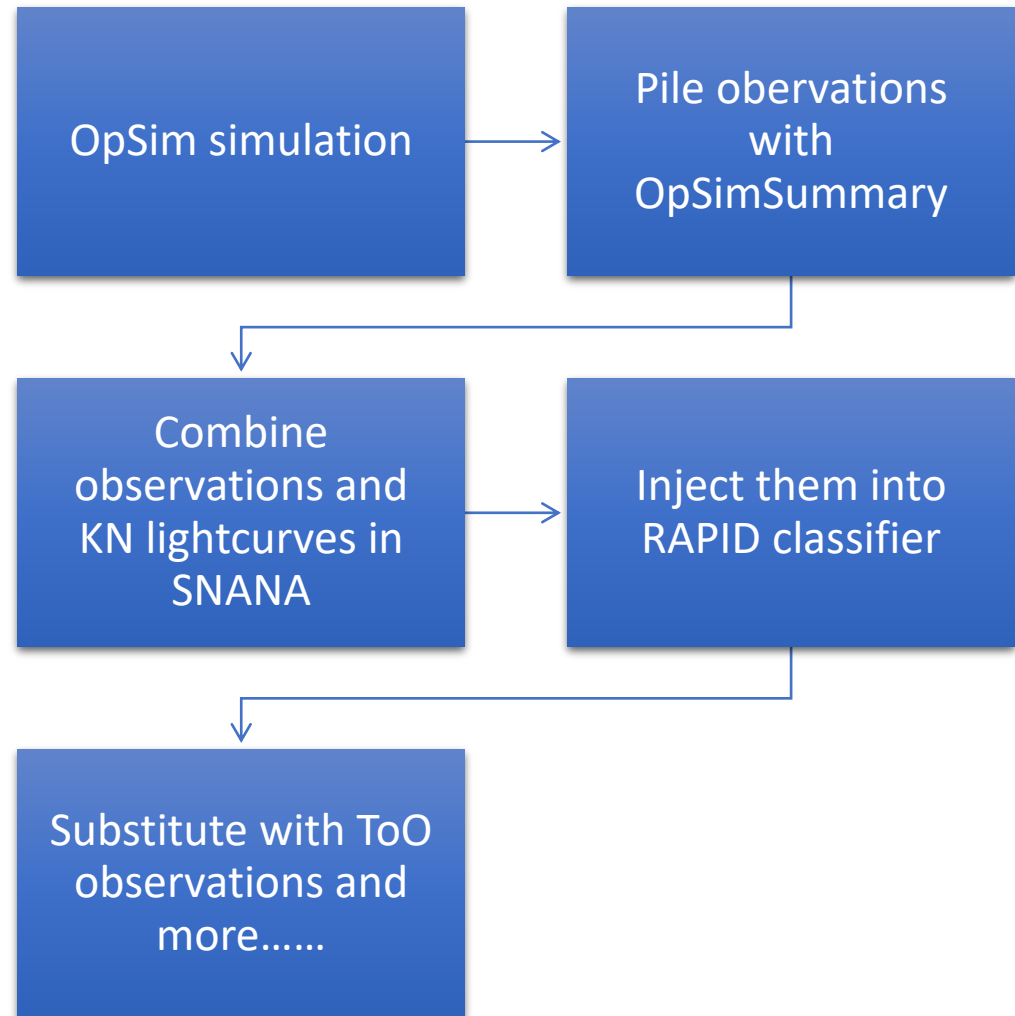 OpSim simulation
Pile obervations
with
OpSimSummary
Combine
observations and
KN lightcurves in
SNANA
Inject them into
RAPID classifier
Substitute with ToO
observations and
more……